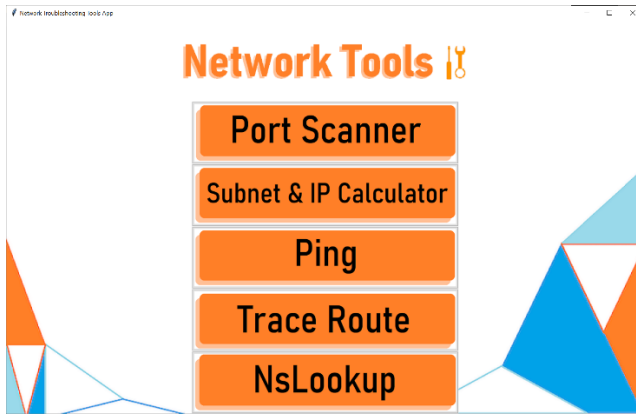 Network Troubleshooting Tools App
Network Tools
Port Scanner
Subnet & IP Calculator
Ping
Trace Route
NsLookup